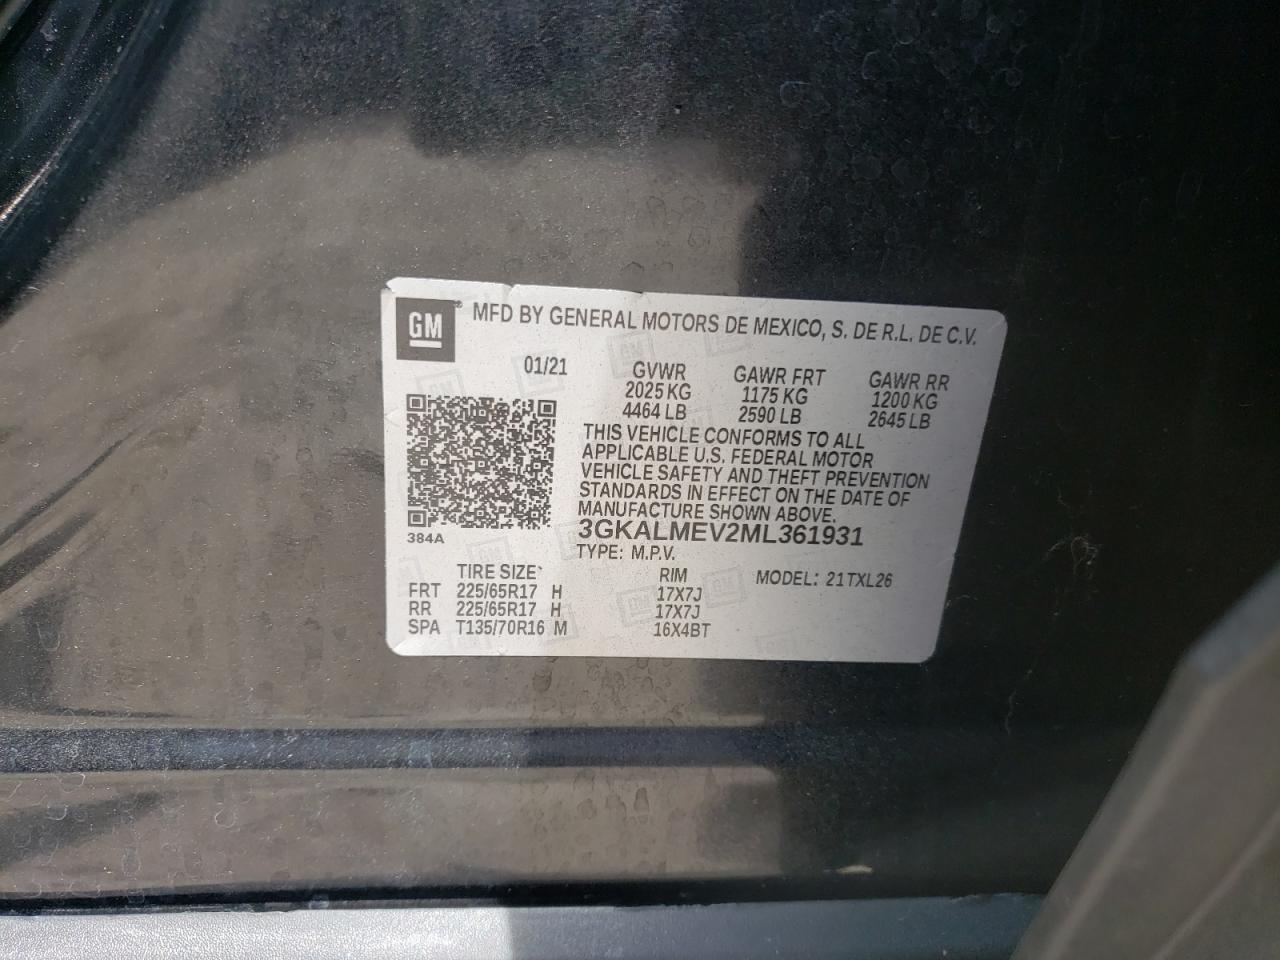 GM
MFD BY GENERAL MOTORS DE MEXICO, S. DE R.L. DE C.V.
01/21 GVWR GAWR FRT GAWR RR
2025 KG 1175 KG 1200 KG
4464 LB 2590 LB 2645 LB
THIS VEHICLE CONFORMS TO ALL
APPLICABLE U.S. FEDERAL MOTOR
VEHICLE SAFETY AND THEFT PREVENTION
STANDARDS IN EFFECT ON THE DATE OF
MANUFACTURE SHOWN ABOVE.
384A
3GKALMEV2ML361931
TYPE: M.P.V.
TIRE SIZE RIM MODEL: 21TXL26
FRT 225/65R17 H 17X7J
RR 225/65R17 H 17X7J
SPA T135/70R16 M 16X4BT